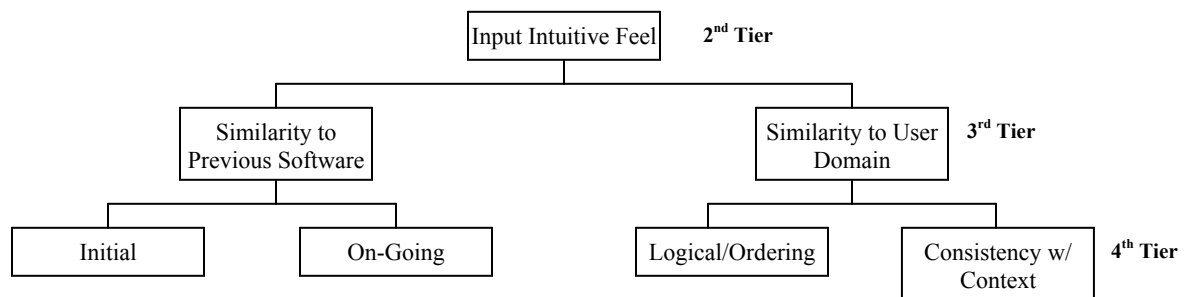 Input Intuitive Feel
2nd Tier
Similarity to
Previous Software
Similarity to User
Domain
3rd Tier
Initial
On-Going
Logical/Ordering
Consistency w/
Context
4th Tier